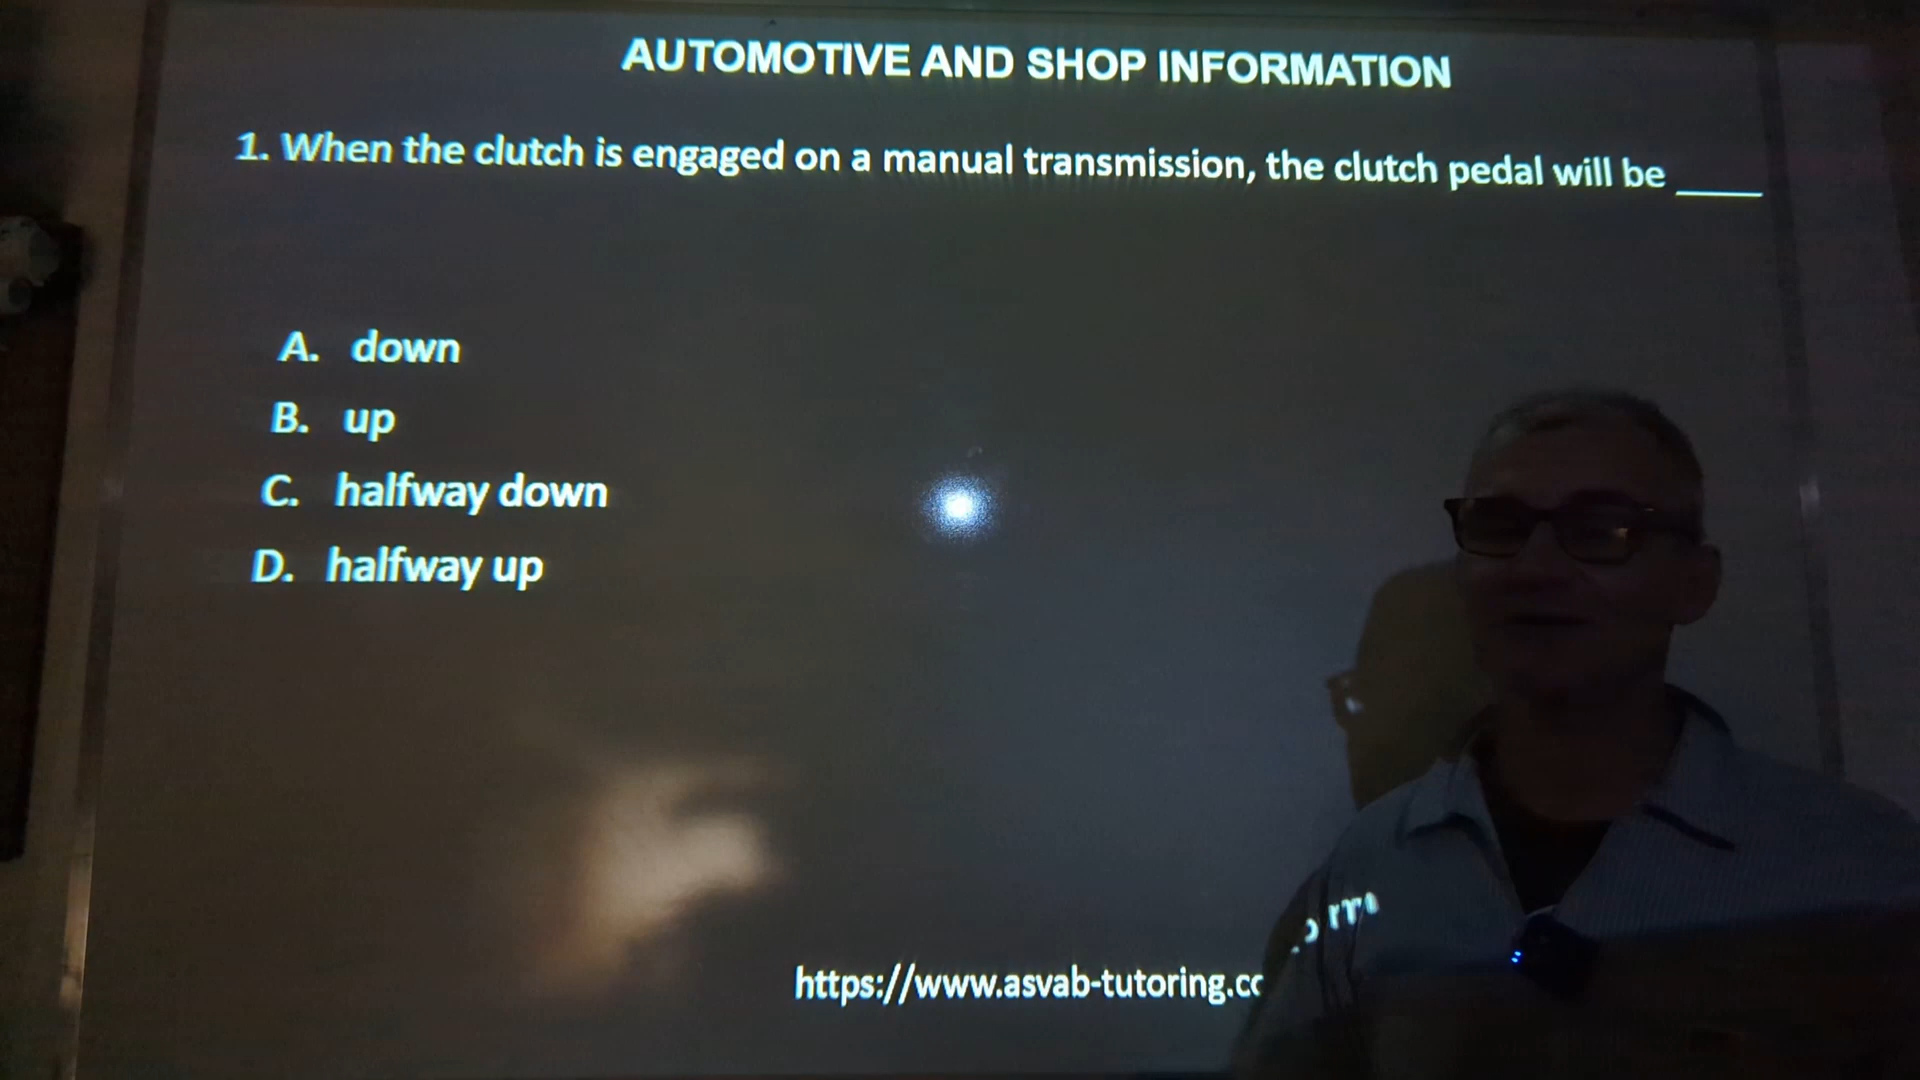 AUTOMOTIVE AND SHOP INFORMATION
1. When the clutch is engaged on a manual transmission, the clutch pedal will be ____
A. down
B. up
C. halfway down
D. halfway up
https://www.asvab-tutoring.cc